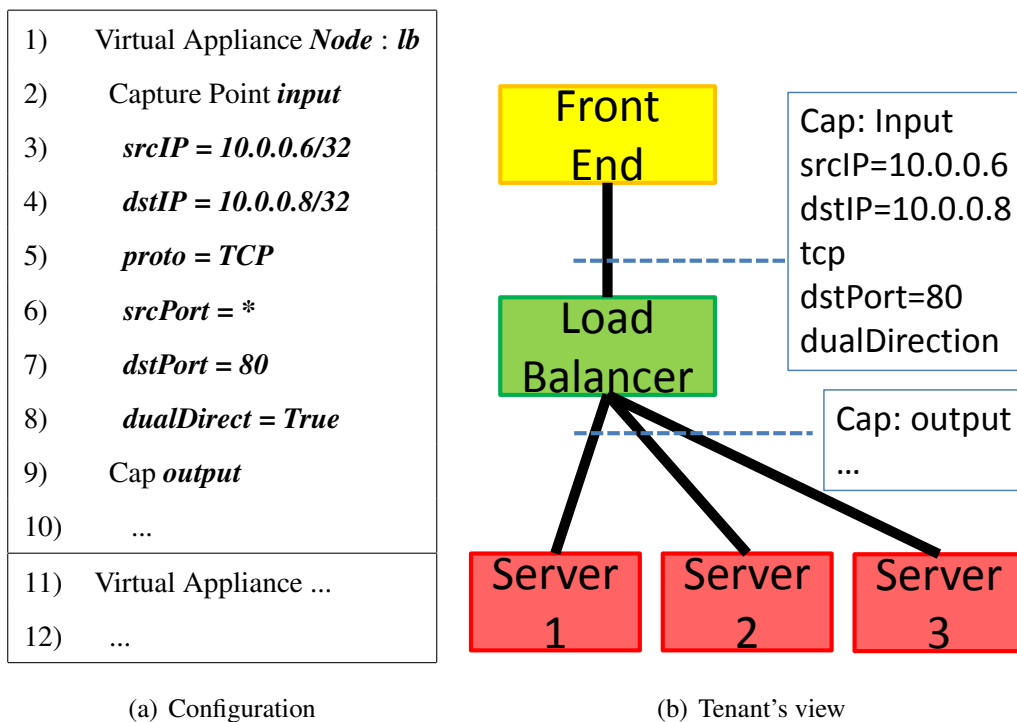 1) Virtual Appliance Node : lb
2) Capture Point input
3) srcIP = 10.0.0.6/32
4) dstIP = 10.0.0.8/32
5) proto = TCP
6) srcPort = *
7) dstPort = 80
8) dualDirect = True
9) Cap output
10) ...
11) Virtual Appliance ...
12) ...
(a) Configuration
Front
End
Cap: Input
srcIP=10.0.0.6
dstIP=10.0.0.8
tcp
dstPort=80
dualDirection
Load
Balancer
Cap: output
...
Server
1
Server
2
Server
3
(b) Tenant's view